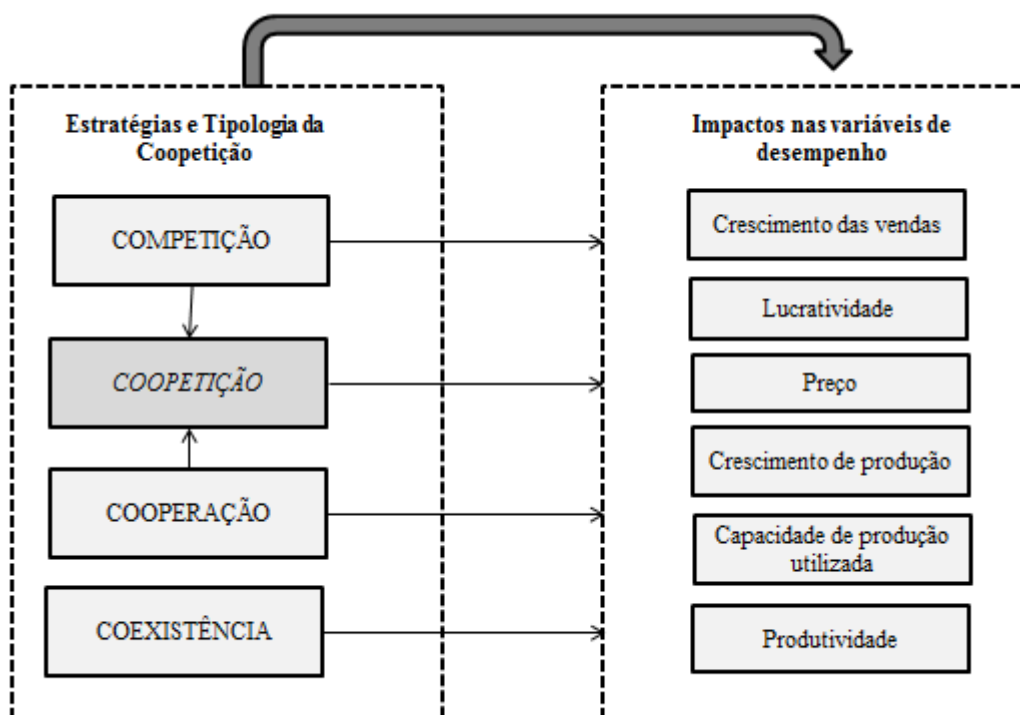 Estratégias e Tipologia da
Coopetição
COMPETIÇÃO
COOPETIÇÃO
COOPERAÇÃO
COEXISTÊNCIA
Impactos nas variáveis de
desempenho
Crescimento das vendas
Lucratividade
Preço
Crescimento de produção
Capacidade de produção
utilizada
Produtividade